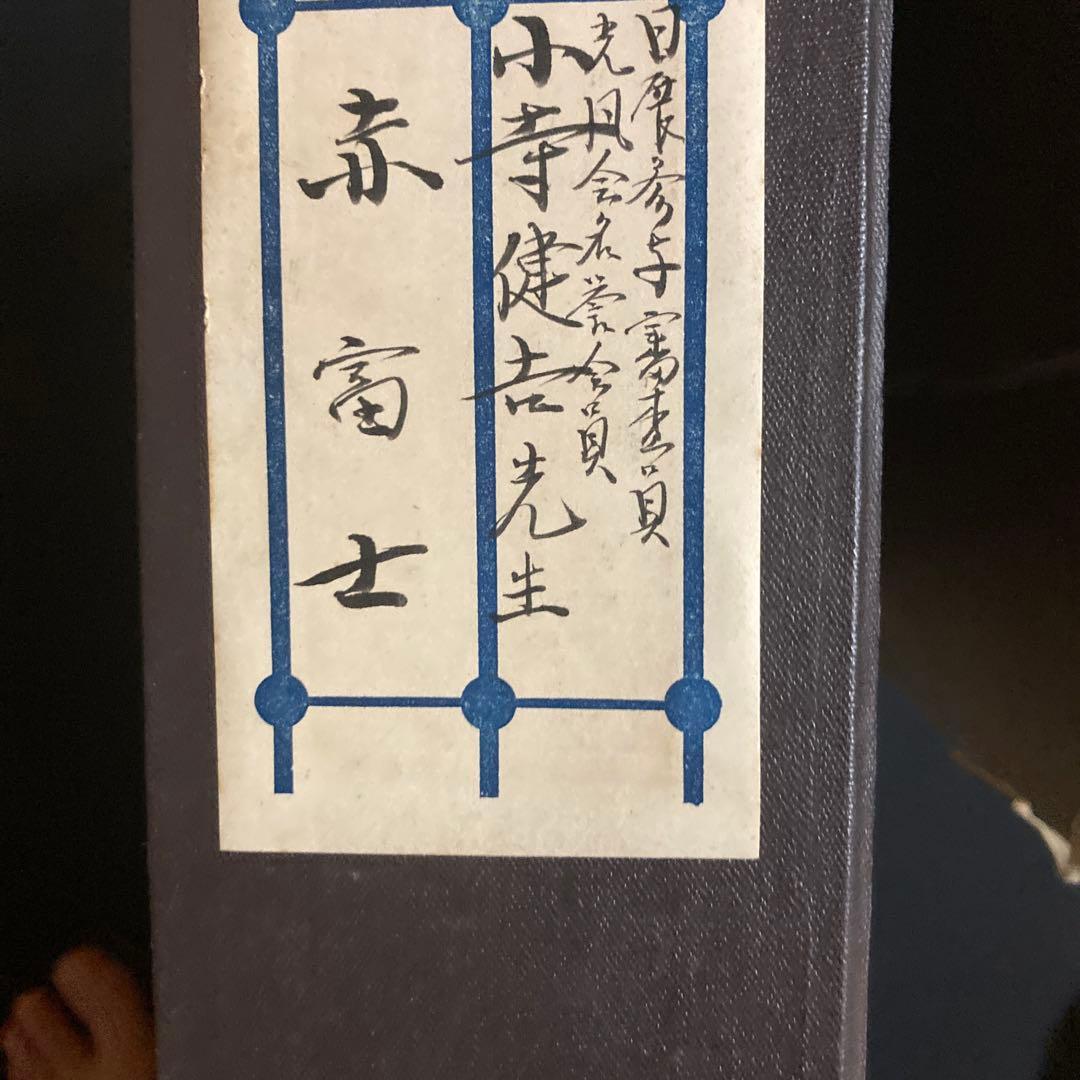 日展参与審査員
光風会名誉会員
小寺健吉先生
赤富士